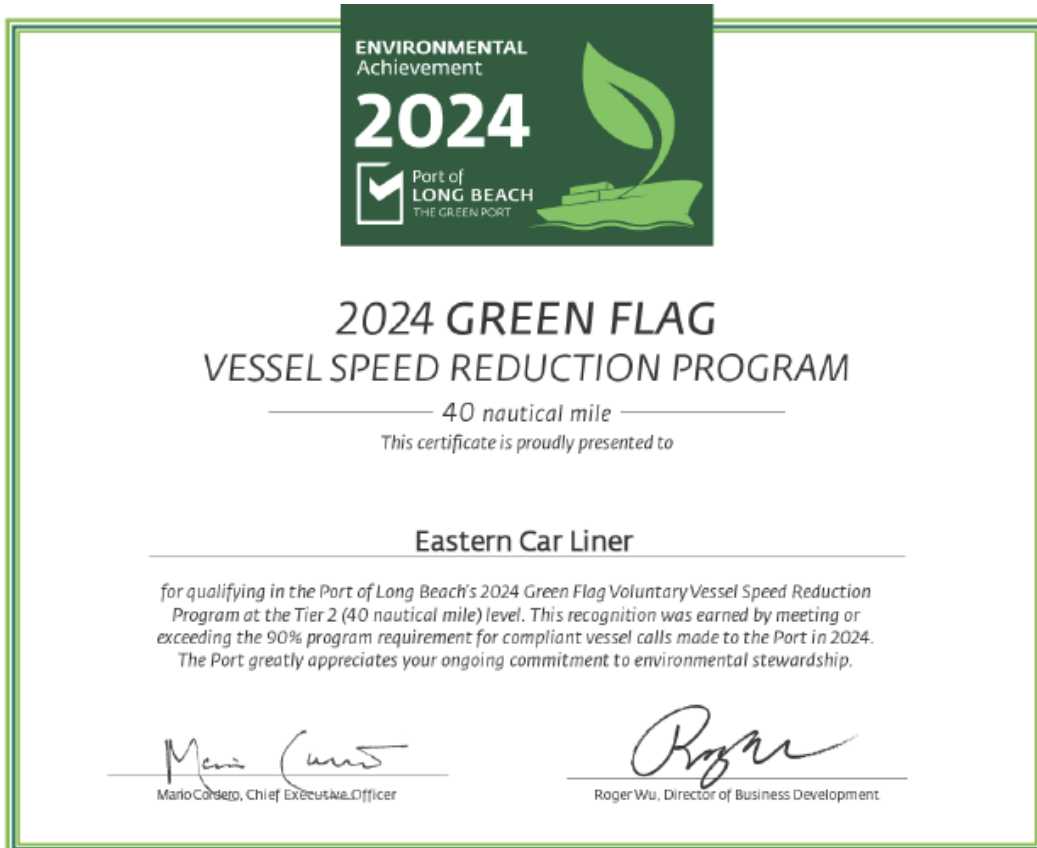 ENVIRONMENTAL
Achievement
2024
Port of
LONG BEACH
THE GREEN PORT
2024 GREEN FLAG
VESSEL SPEED REDUCTION PROGRAM
40 nautical mile
This certificate is proudly presented to
Eastern Car Liner
for qualifying in the Port of Long Beach's 2024 Green Flag Voluntary Vessel Speed Reduction
Program at the Tier 2 (40 nautical mile) level. This recognition was earned by meeting or
exceeding the 90% program requirement for compliant vessel calls made to the Port in 2024.
The Port greatly appreciates your ongoing commitment to environmental stewardship.
Mario Cordero, Chief Executive Officer
Roger Wu, Director of Business Development